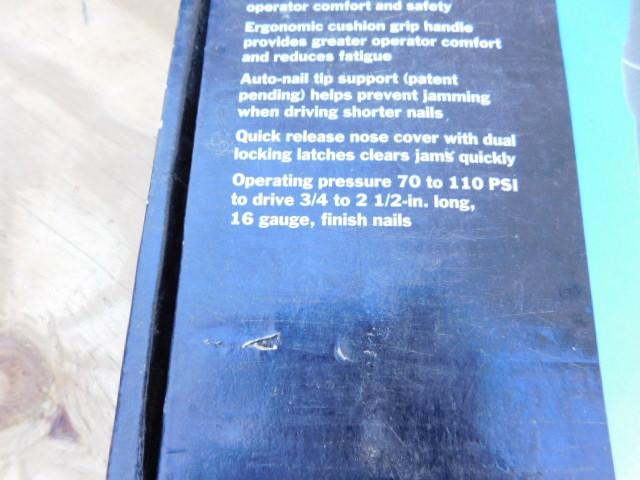 operator comfort and safety
Ergonomic cushion grip handle
provides greater operator comfort
and reduces fatigue
Auto-nail tip support (patent
pending) helps prevent jamming
when driving shorter nails
Quick release nose cover with dual
locking latches clears jams quickly
Operating pressure 70 to 110 PSI
to drive 3/4 to 2 1/2-in. long,
16 gauge, finish nails